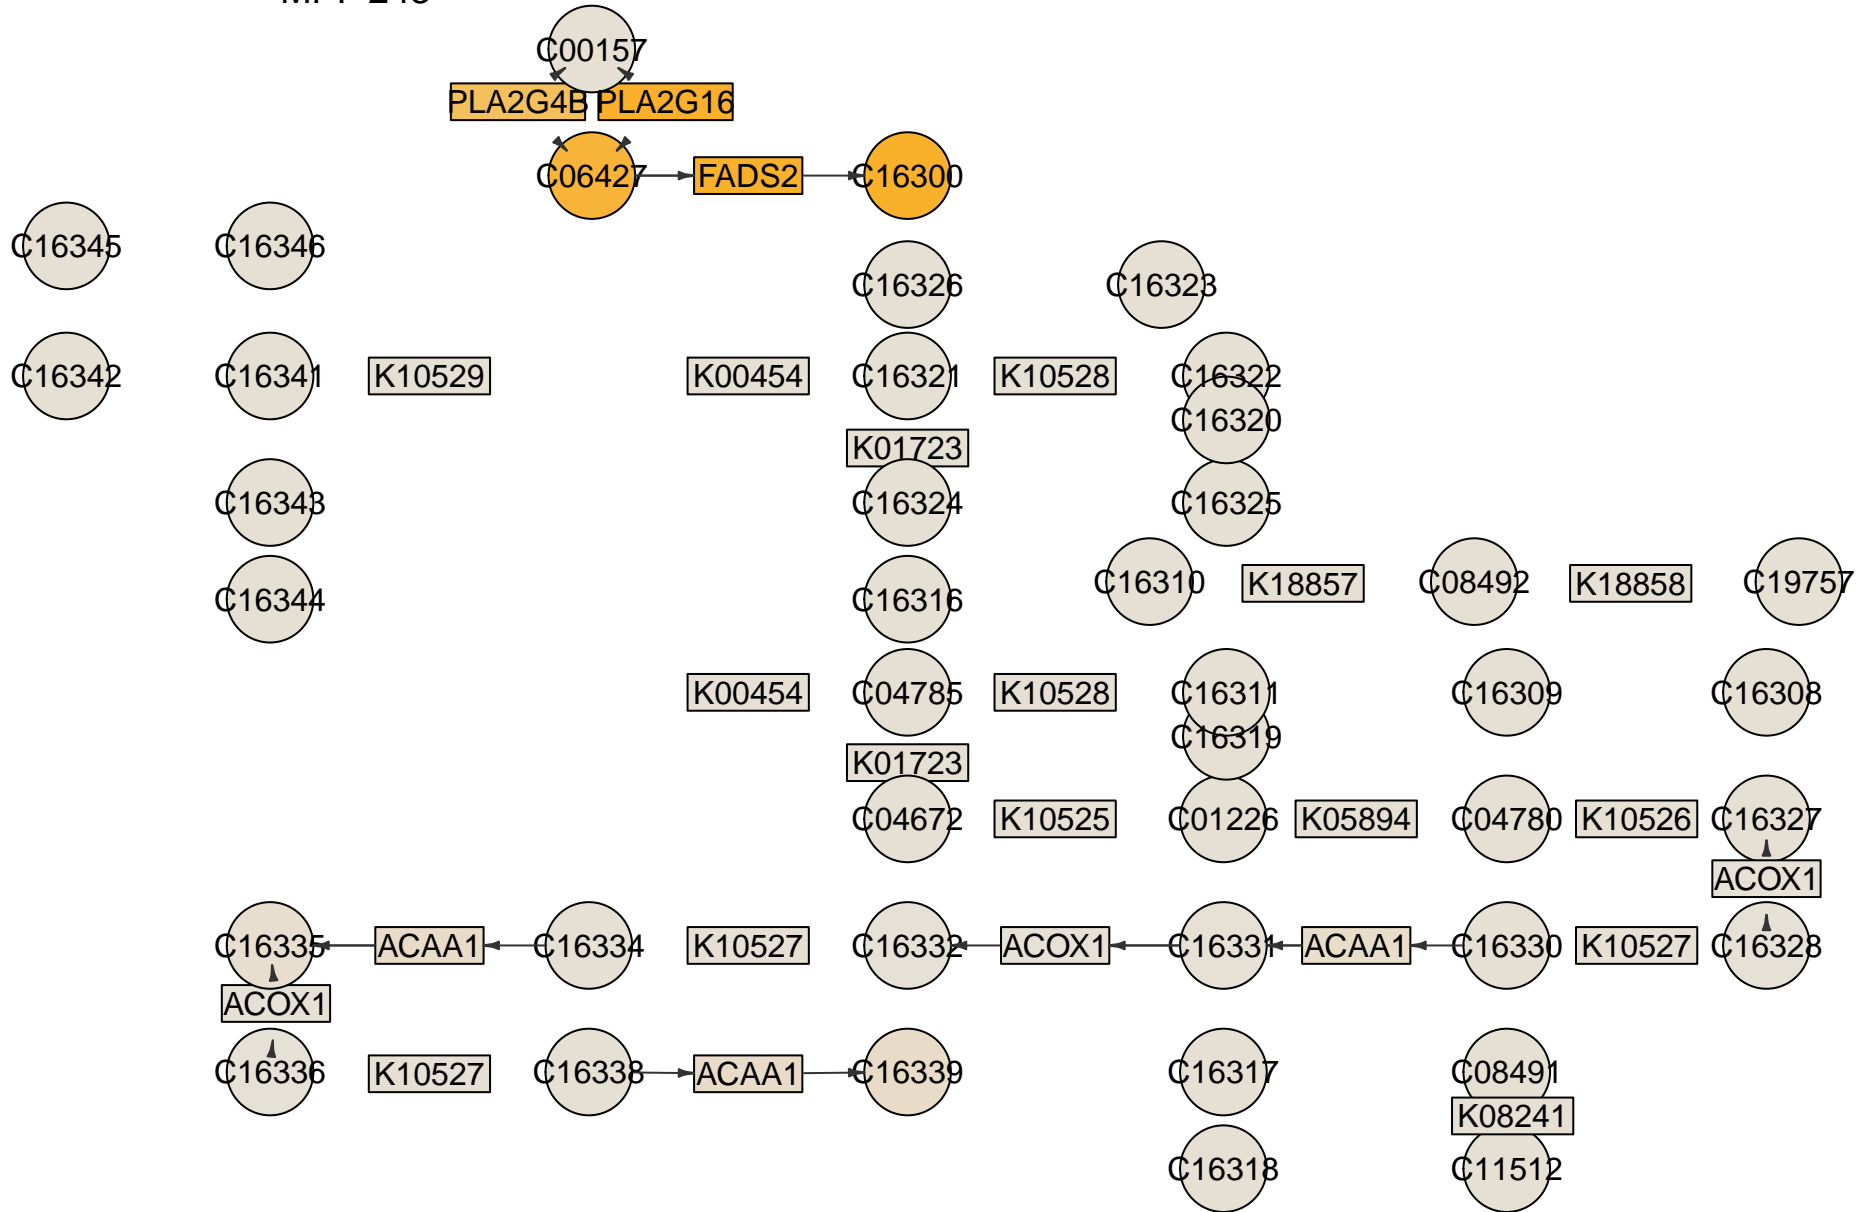 C00157
PLA2G4B PLA2G16
C06427 FADS2 C16300
C16345 C16346
C16326 C16323
C16342 C16341 K10529 K00454 C16321 K10528 C16322
C16320
K01723
C16343 C16324 C16325
C16310 K18857 C08492 K18858 C19757
C16344 C16316
K00454 C04785 K10528 C16311 C16309 C16308
C16319
K01723
C04672 K10525 C01226 K05894 C04780 K10526 C16327
ACOX1
C16335 ACAA1 C16334 K10527 C16332 ACOX1 C16331 ACAA1 C16330 K10527 C16328
ACOX1
C16336 K10527 C16338 ACAA1 C16339 C16317 C08491
K08241
C16318 C11512